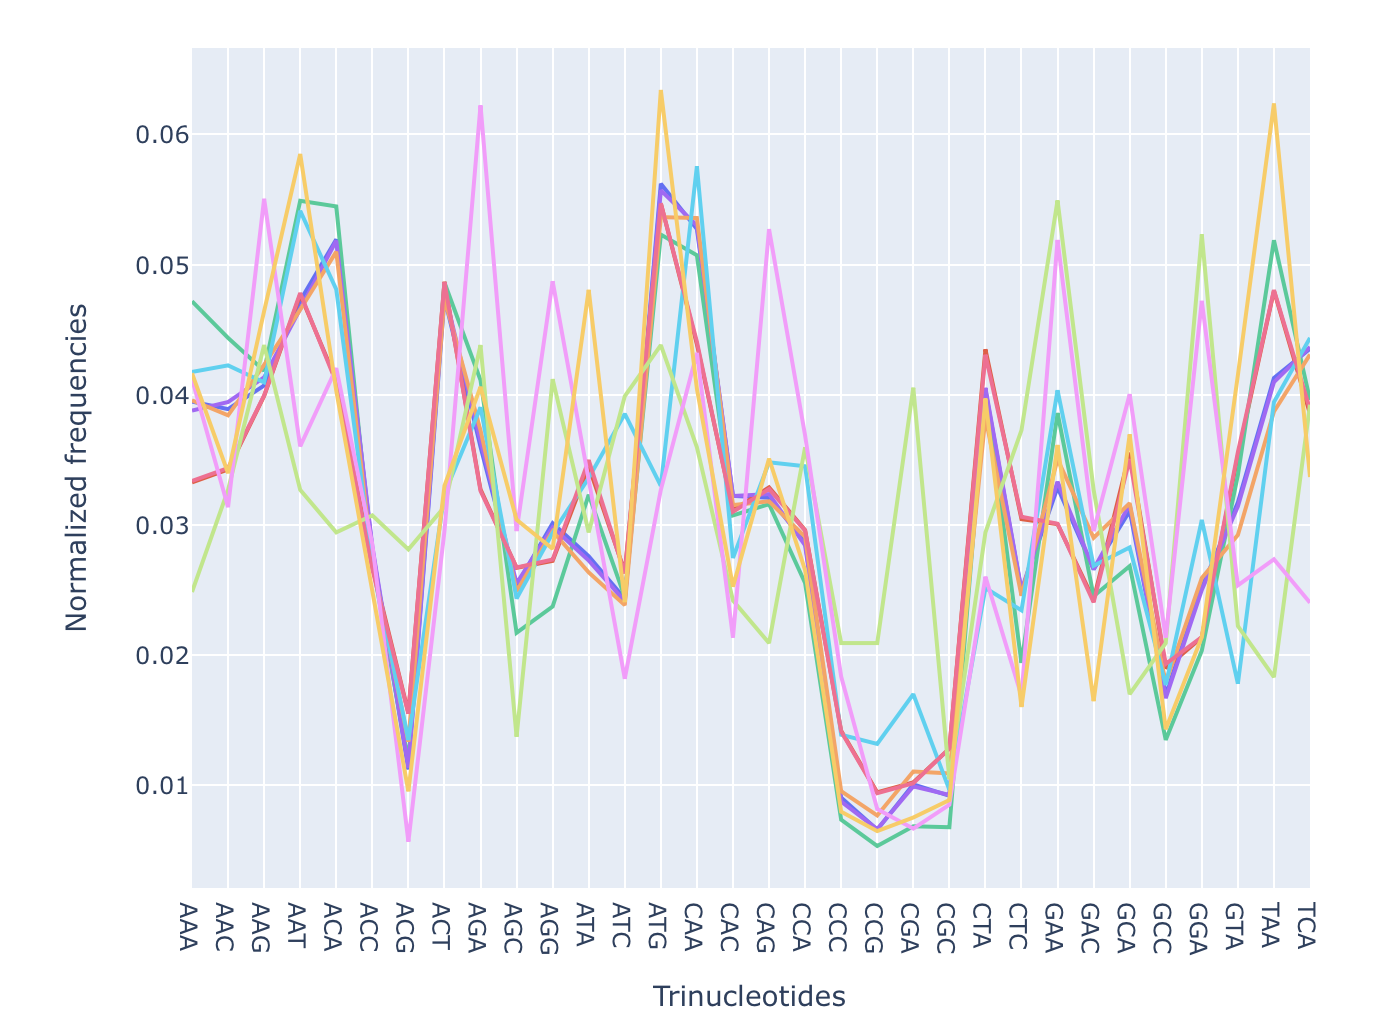 Normalized frequencies
0.06
0.05
0.04
0.03
0.02
0.01
AAA
AAC
AAG
AAT
ACA
ACC
ACG
ACT
AGA
AGC
AGG
ATA
ATC
ATG
CAA
CAC
CAG
CCA
CCC
CCG
CGA
CGC
CTA
CTC
GAA
GAC
GCA
GCC
GGA
GTA
TAA
TCA
Trinucleotides